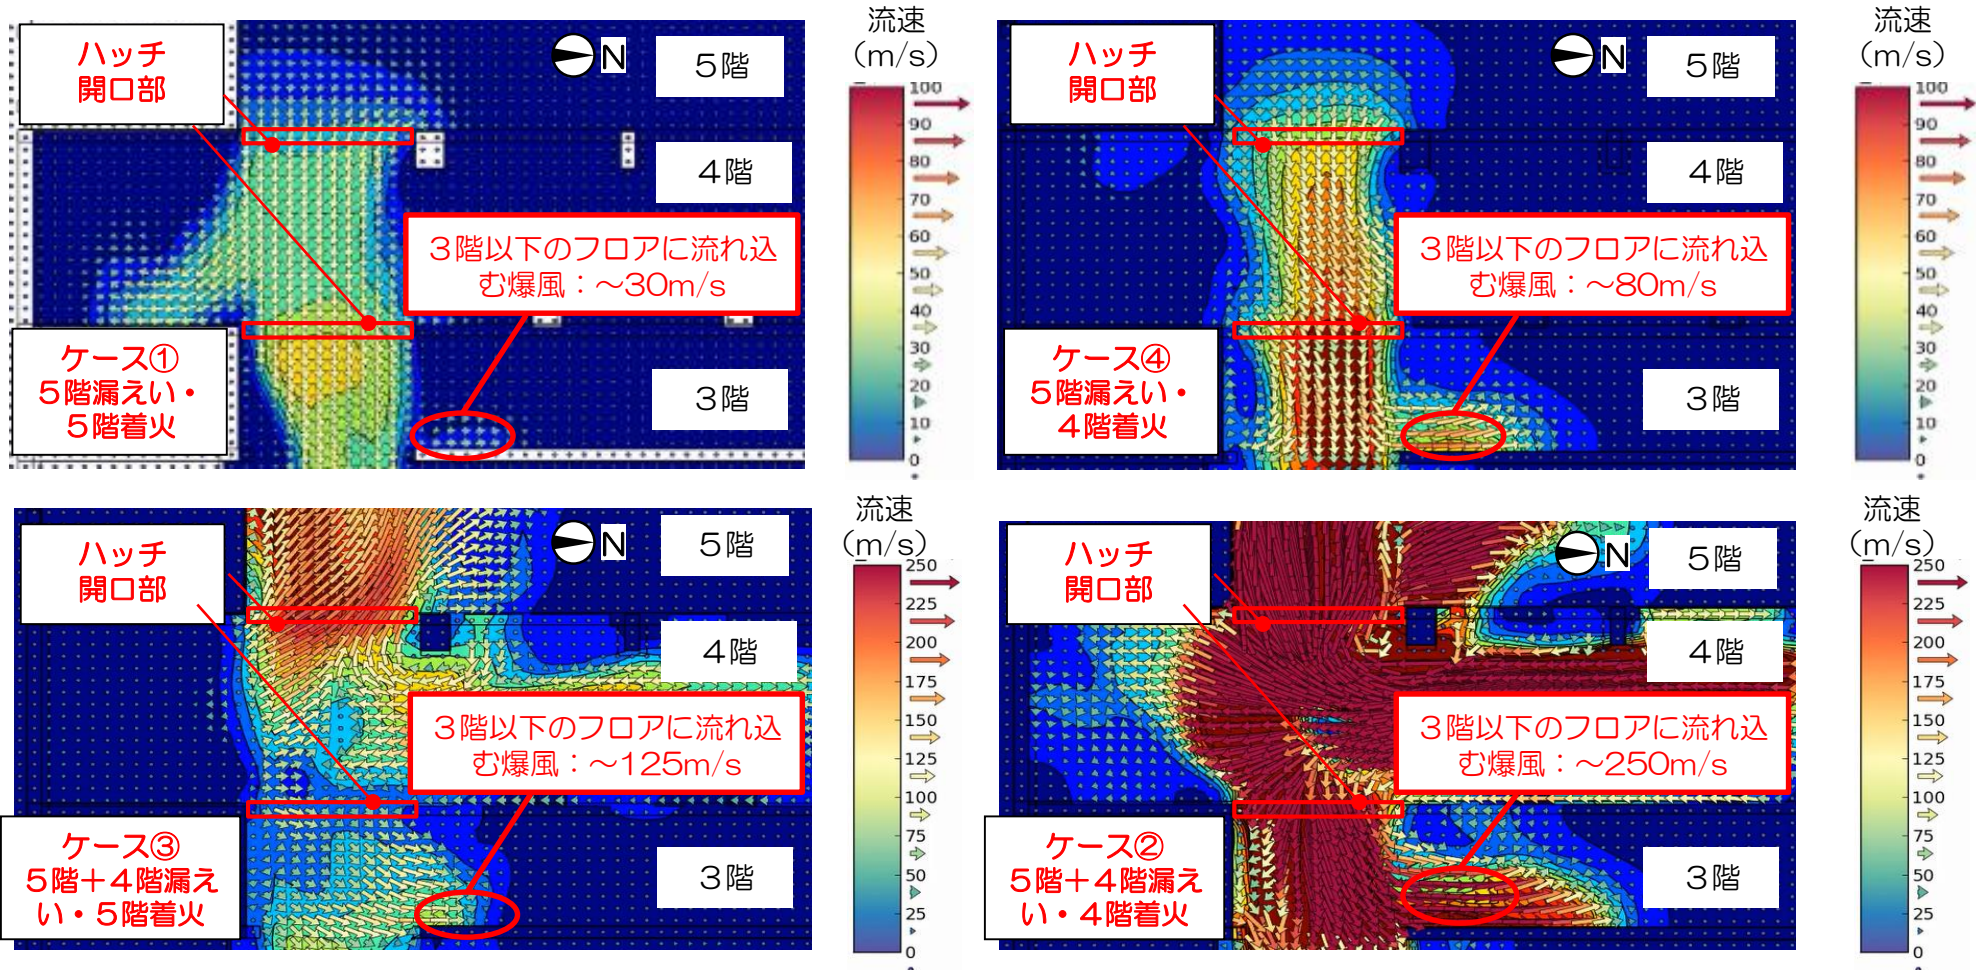 ハッチ
開口部
N
5階
4階
3階以下のフロアに流れ込
む爆風：～30m/s
ケース①
5階漏えい・
5階着火
3階
流速
(m/s)
100
90
80
70
60
50
40
30
20
10
0
ハッチ
開口部
N
5階
4階
3階以下のフロアに流れ込
む爆風：～80m/s
ケース④
5階漏えい・
4階着火
3階
流速
(m/s)
100
90
80
70
60
50
40
30
20
10
0
ハッチ
開口部
N
5階
4階
3階以下のフロアに流れ込
む爆風：～125m/s
ケース③
5階＋4階漏え
い・5階着火
3階
流速
(m/s)
250
225
200
175
150
125
100
75
50
25
0
ハッチ
開口部
N
5階
4階
3階以下のフロアに流れ込
む爆風：～250m/s
ケース②
5階＋4階漏え
い・4階着火
3階
流速
(m/s)
250
225
200
175
150
125
100
75
50
25
0